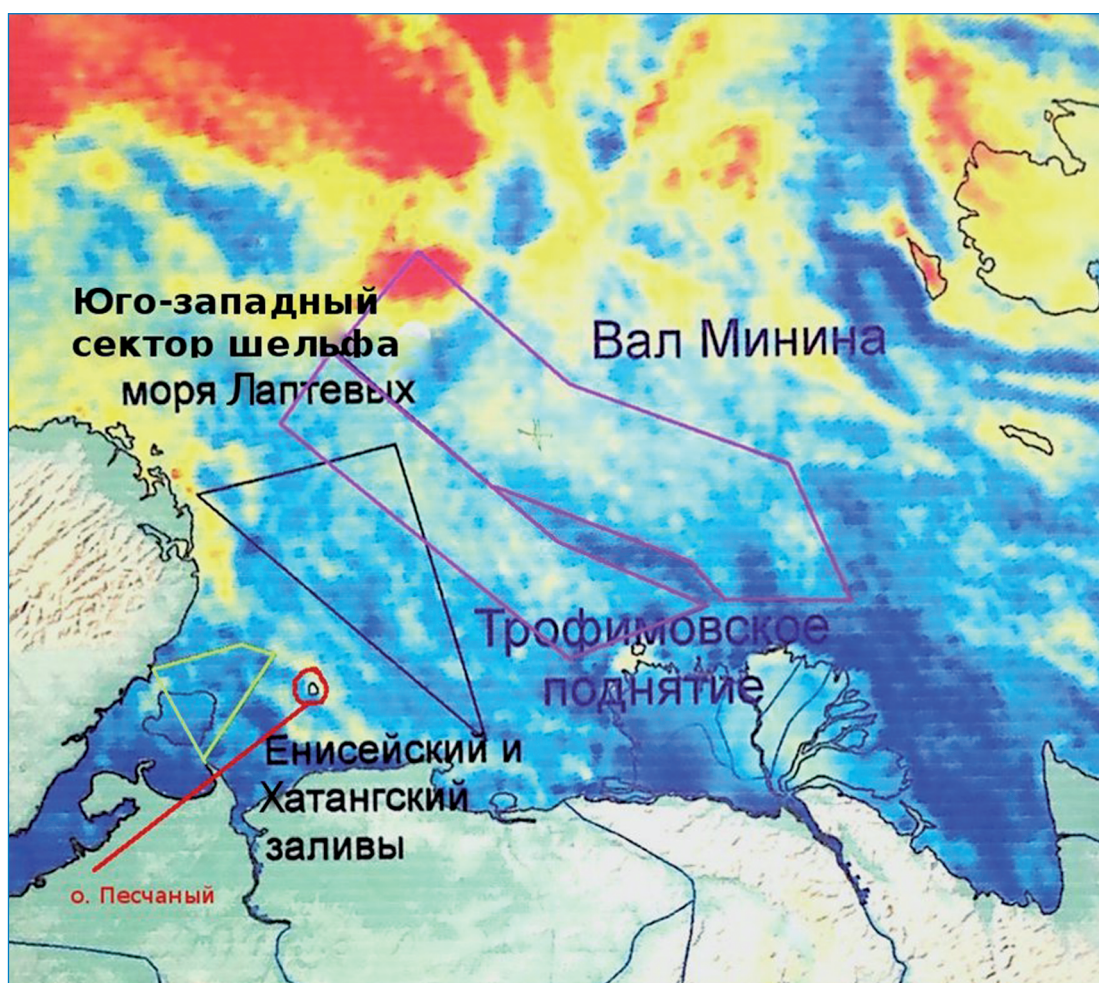 Юго-западный
сектор шельфа
моря Лаптевых
Вал Минина
Трофимовское
поднятие
Енисейский и
Хатангский
заливы
о. Песчаный